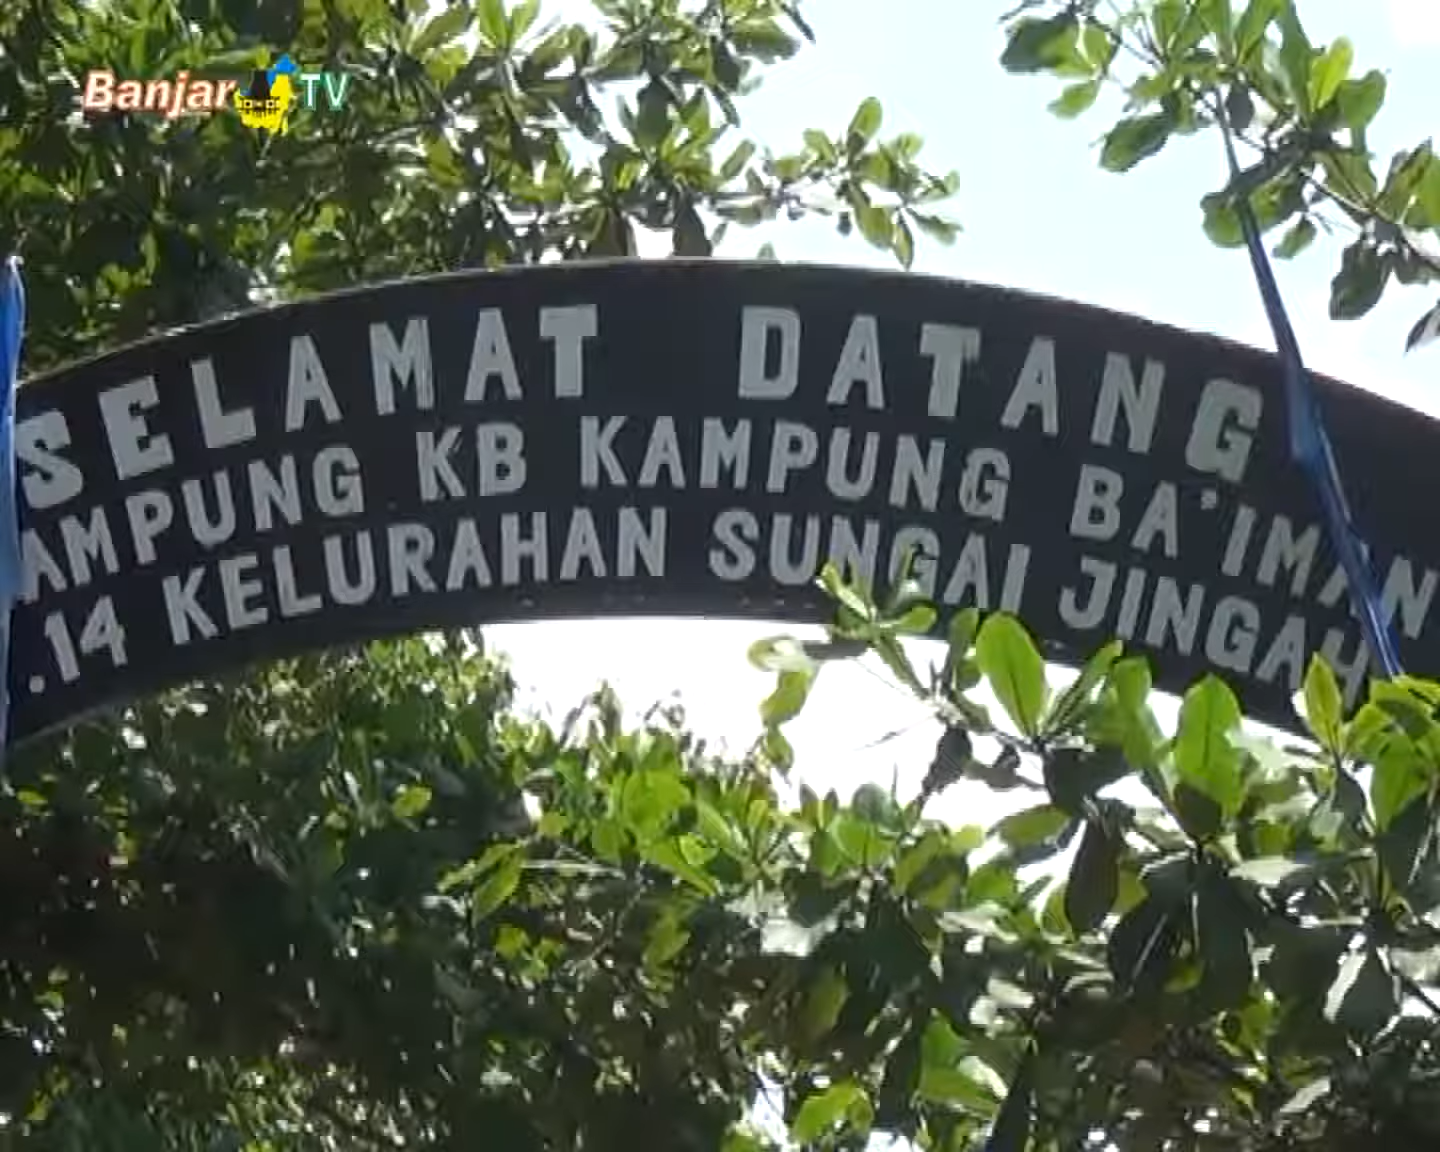 Banjar TV
SELAMAT DATANG
AMPUNG KB KAMPUNG BA'IMAN
.14 KELURAHAN SUNGAI JINGAH